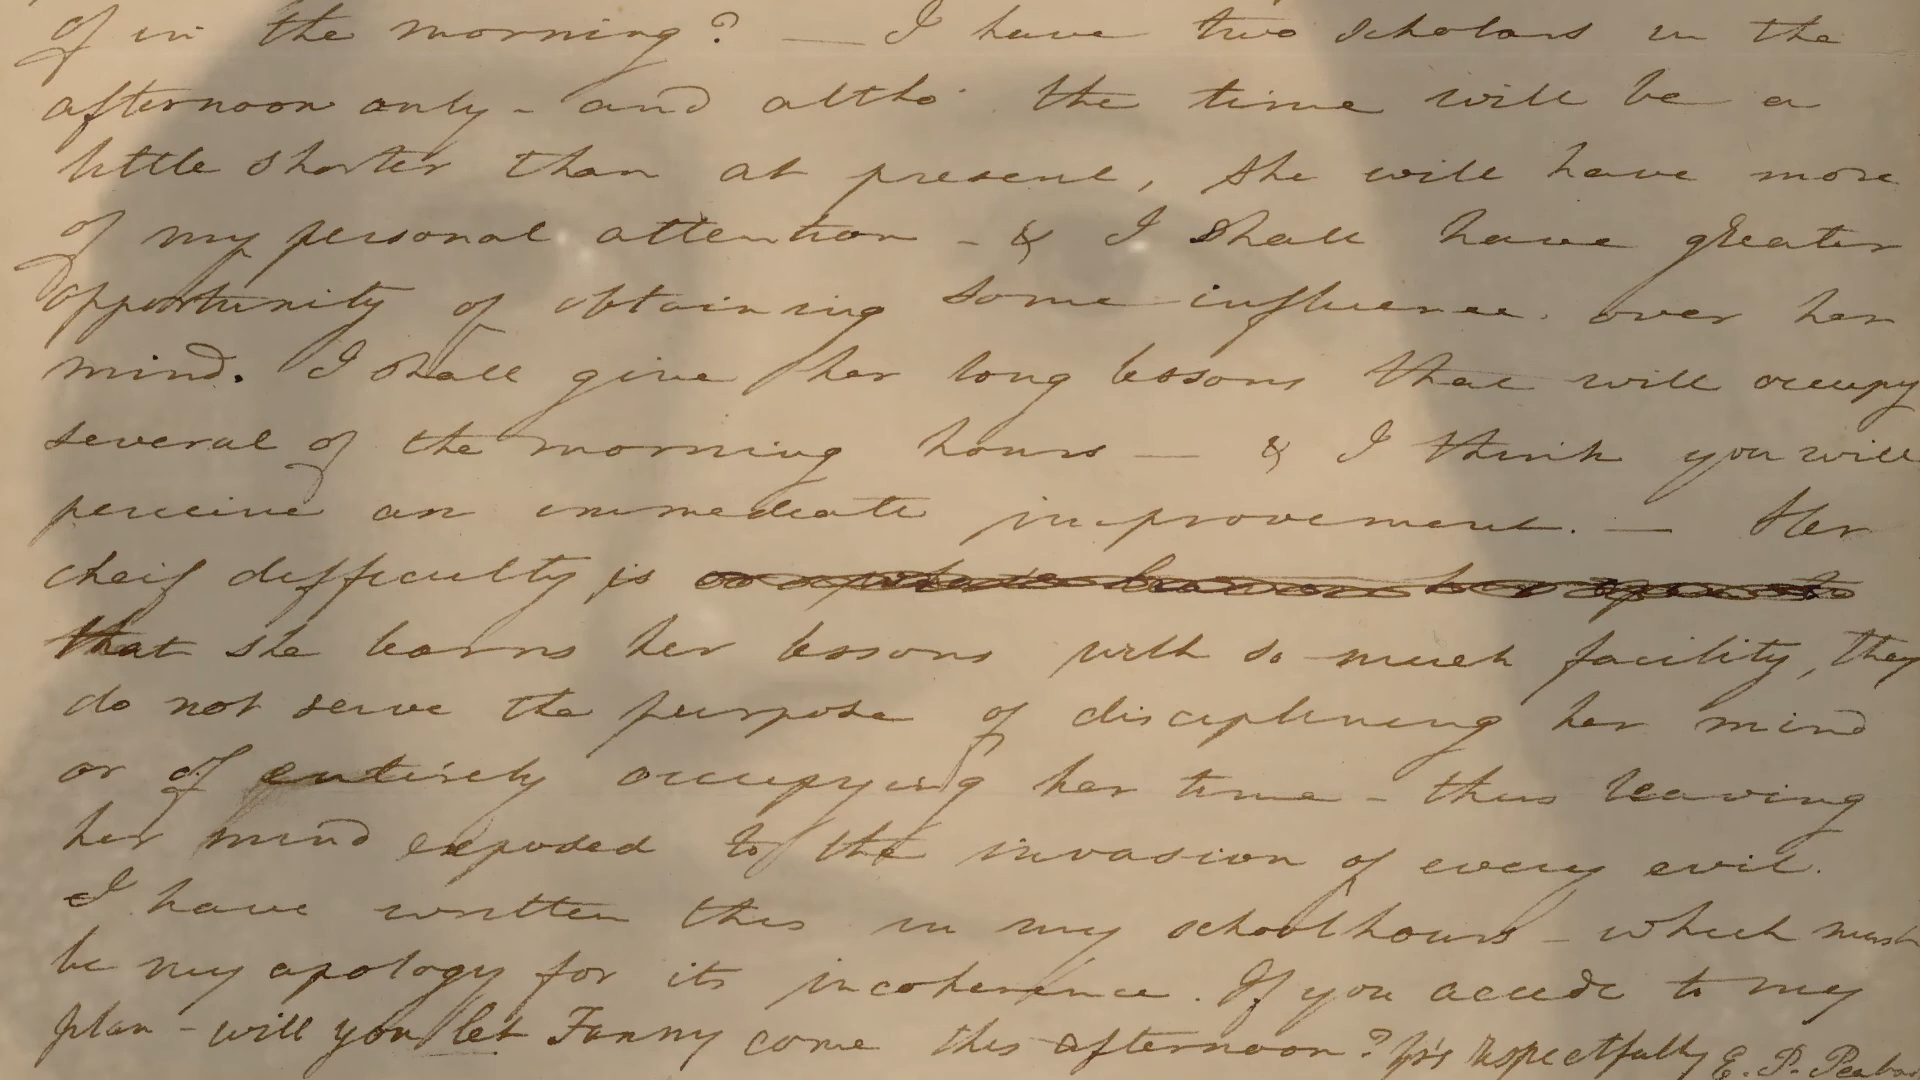 of in the morning? — I have two scholars in the
afternoon only - and altho' the time will be a
little shorter than at present, she will have more
of my personal attention - & I shall have greater
opportunity of obtaining some influence over her
mind. I shall give her long lessons that will occupy
several of the morning hours — & I think you will
perceive an immediate improvement. — Her
cheif difficulty is
that she learns her lessons with so much facility, they
do not serve the purpose of disciplining her mind
or of entirely occupying her time - thus leaving
her mind exposed to the invasion of every evil.
I have written this in my school hours - which must
be my apology for its incoherence. If you accede to my
plan - will you let Fanny come this afternoon? Yr's respectfully E. P. Peabo